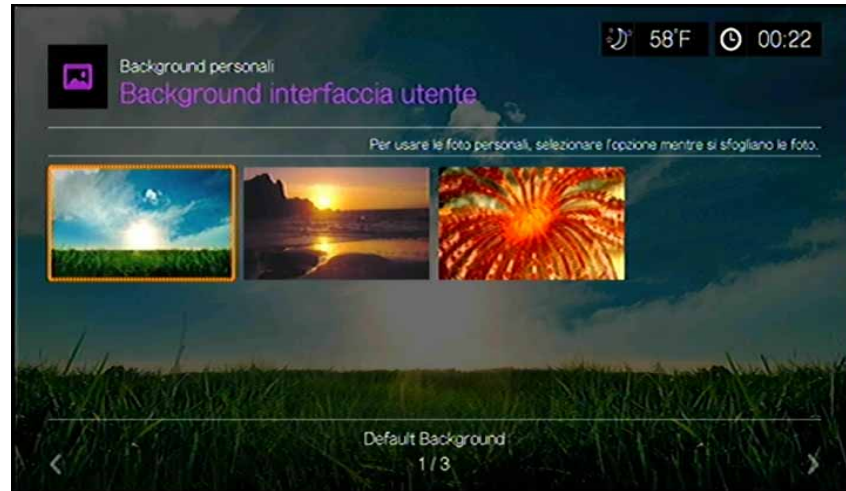 58°F 00:22
Background personali
Background interfaccia utente
Per usare le foto personali, selezionare l'opzione mentre si sfogliano le foto.
Default Background
1 / 3